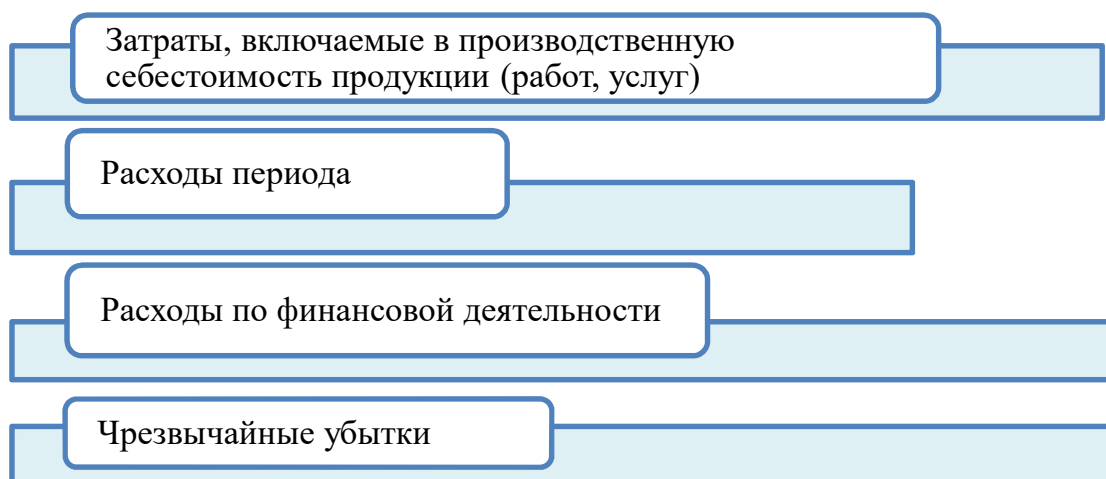 Затраты, включаемые в производственную
себестоимость продукции (работ, услуг)
Расходы периода
Расходы по финансовой деятельности
Чрезвычайные убытки